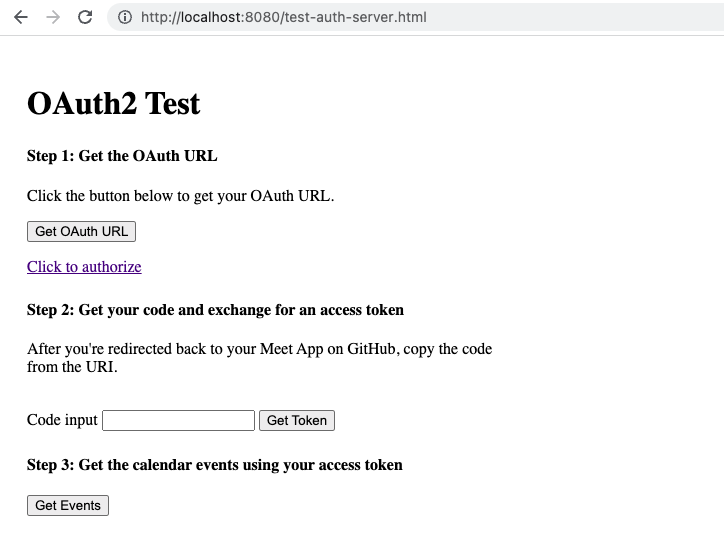 http://localhost:8080/test-auth-server.html
OAuth2 Test
Step 1: Get the OAuth URL
Click the button below to get your OAuth URL.
Get OAuth URL
Click to authorize
Step 2: Get your code and exchange for an access token
After you're redirected back to your Meet App on GitHub, copy the code
from the URI.
Code input Get Token
Step 3: Get the calendar events using your access token
Get Events